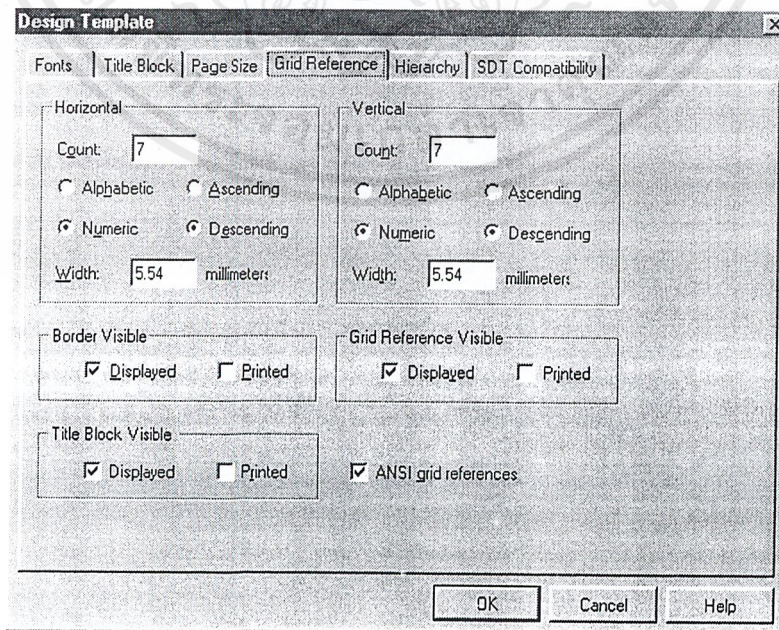 Design Template
Fonts Title Block Page Size Grid Reference Hierarchy SDT Compatibility
Horizontal
Count: 7
Alphabetic Ascending
Numeric Descending
Width: 5.54 millimeters
Vertical
Count: 7
Alphabetic Ascending
Numeric Descending
Width: 5.54 millimeters
Border Visible
Displayed Printed
Grid Reference Visible
Displayed Printed
Title Block Visible
Displayed Printed
ANSI grid references
OK Cancel Help